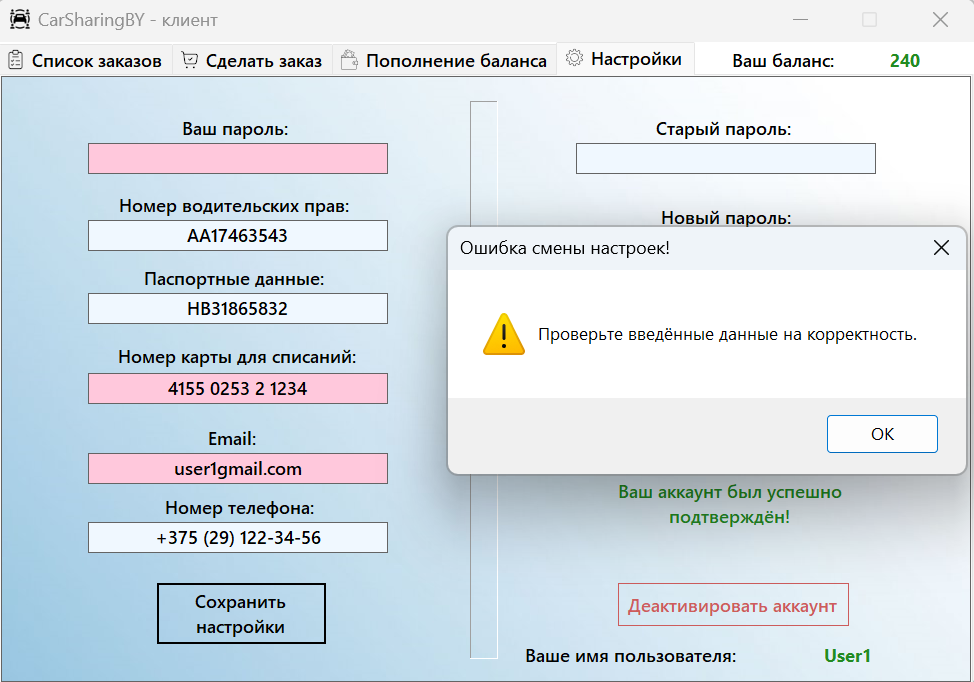 CarSharingBY - клиент
Список заказов
Сделать заказ
Пополнение баланса
Настройки
Ваш баланс:
240
Ваш пароль:
Номер водительских прав:
AA17463543
Паспортные данные:
HB31865832
Номер карты для списаний:
4155 0253 2 1234
Email:
user1gmail.com
Номер телефона:
+375 (29) 122-34-56
Сохранить
настройки
Старый пароль:
Новый пароль:
Ошибка смены настроек!
Проверьте введённые данные на корректность.
OK
Ваш аккаунт был успешно
подтверждён!
Деактивировать аккаунт
Ваше имя пользователя:
User1